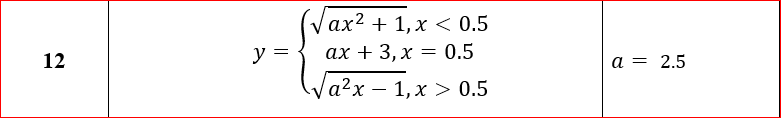 12
y = { √(ax² + 1), x < 0.5
ax + 3, x = 0.5
√(a²x − 1), x > 0.5
a = 2.5